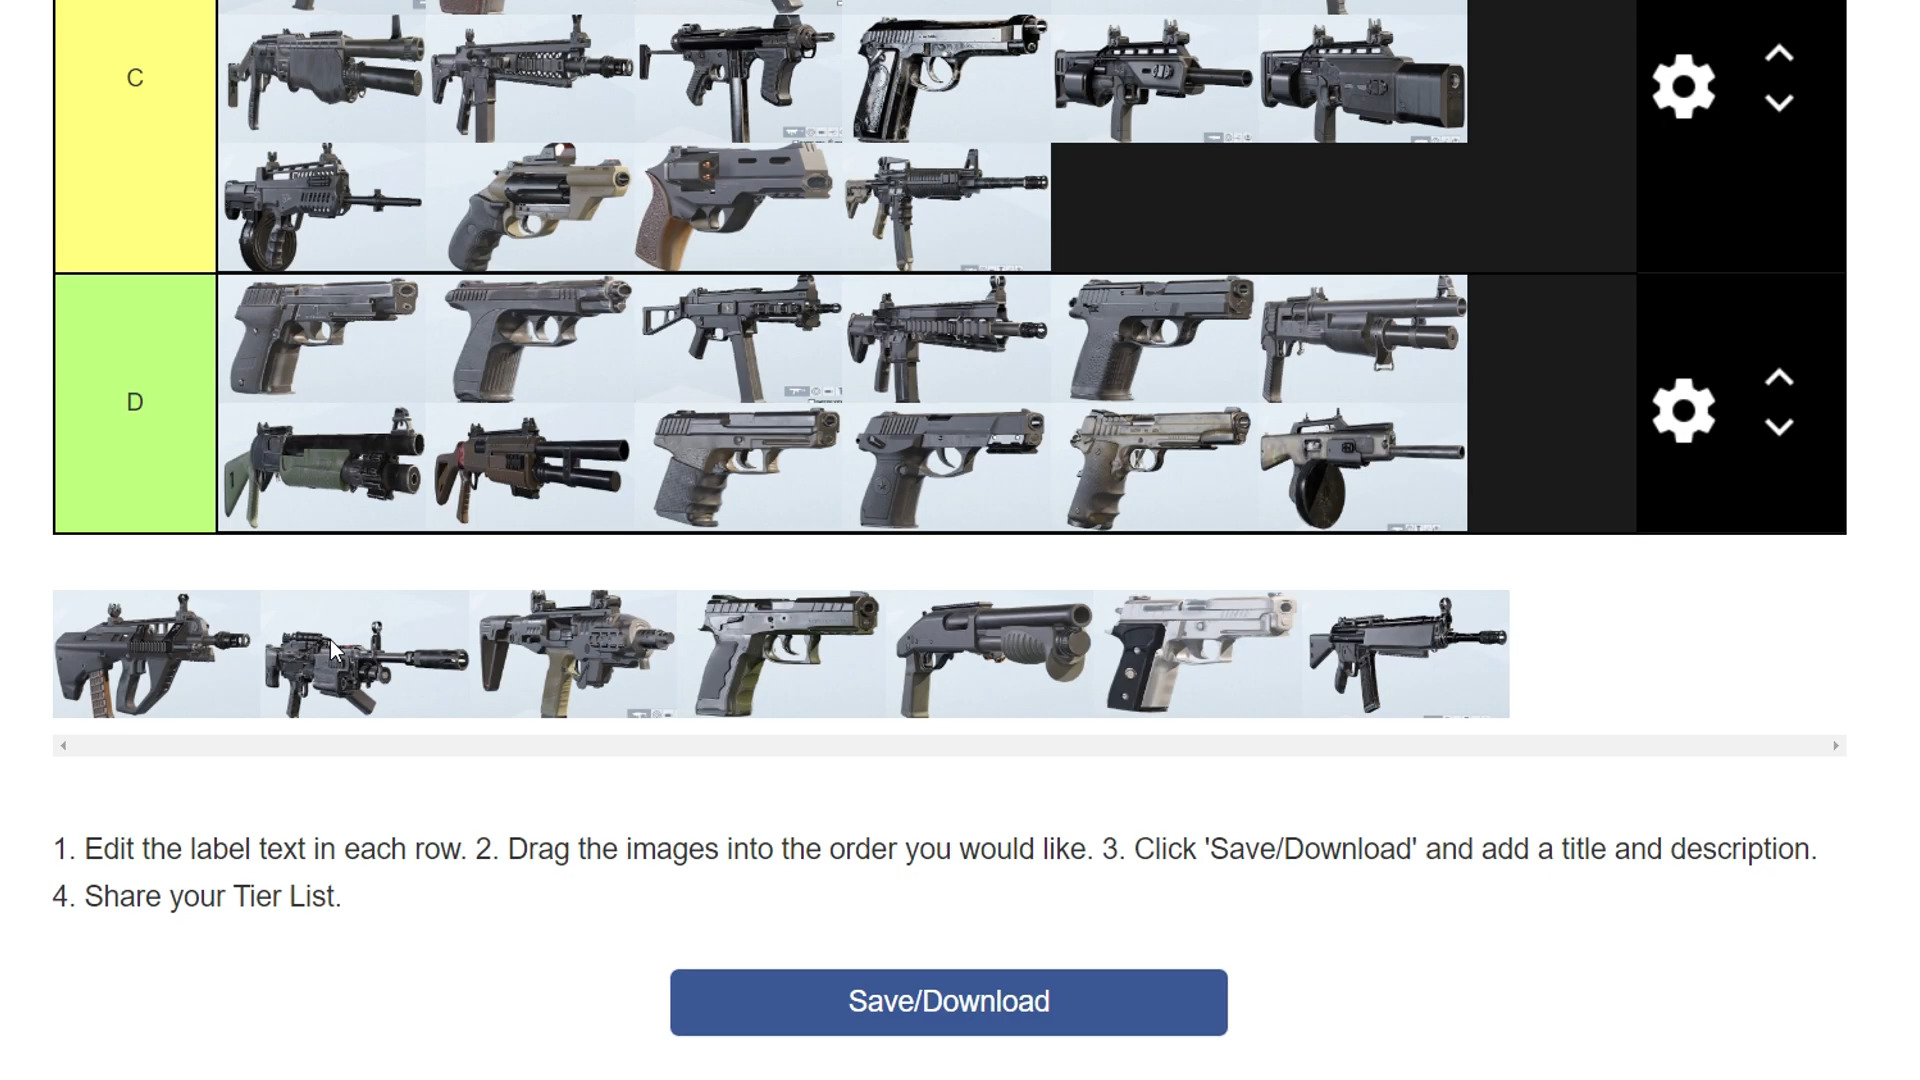 C
D
1. Edit the label text in each row. 2. Drag the images into the order you would like. 3. Click 'Save/Download' and add a title and description.
4. Share your Tier List.
Save/Download